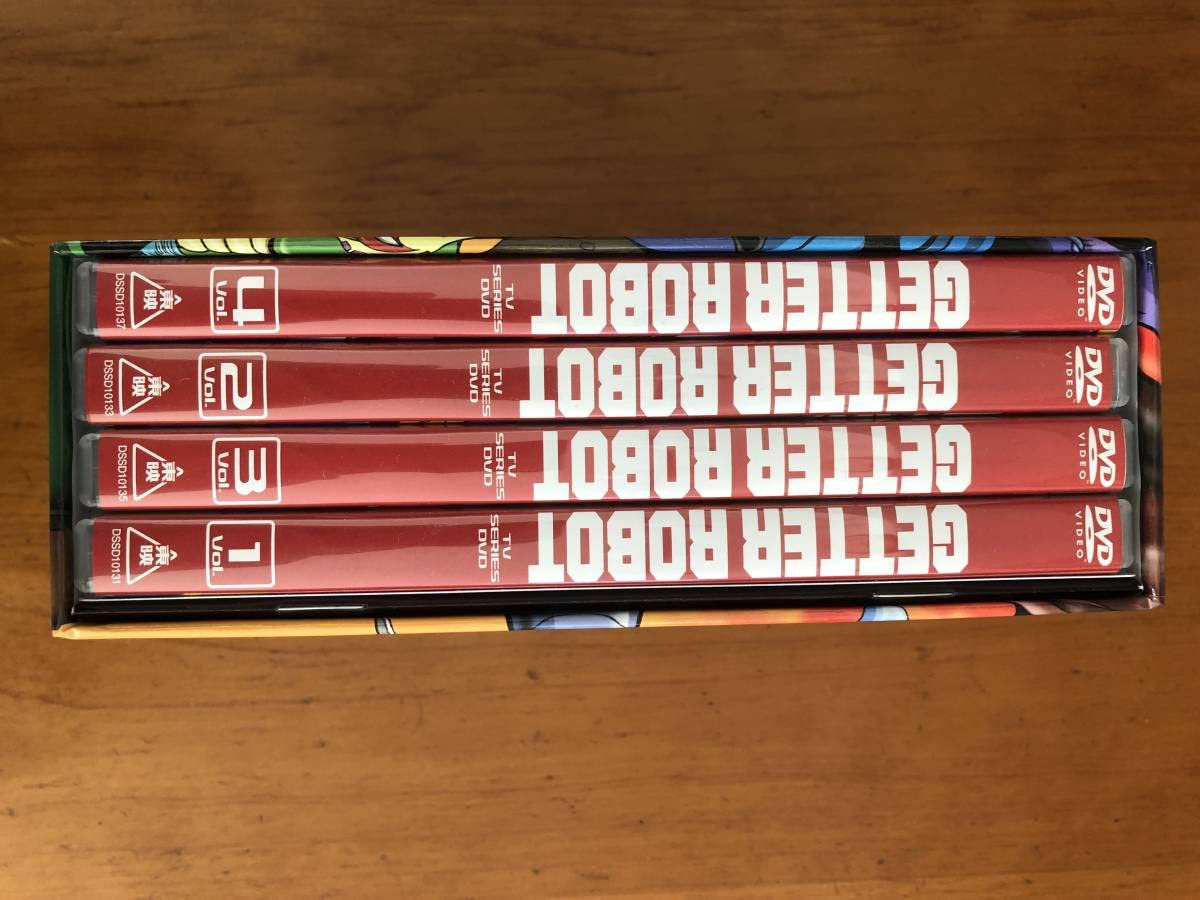 DVD
VIDEO
GETTER ROBOT
TV
SERIES
DVD
Vol.4
東映
DSSD10137
DVD
VIDEO
GETTER ROBOT
TV
SERIES
DVD
Vol.2
東映
DSSD10133
DVD
VIDEO
GETTER ROBOT
TV
SERIES
DVD
Vol.3
東映
DSSD10135
DVD
VIDEO
GETTER ROBOT
TV
SERIES
DVD
Vol.1
東映
DSSD10131